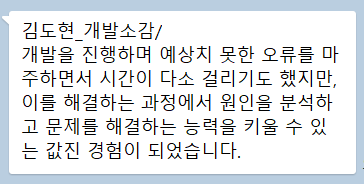 김도현_개발소감/
개발을 진행하며 예상치 못한 오류를 마
주하면서 시간이 다소 걸리기도 했지만,
이를 해결하는 과정에서 원인을 분석하
고 문제를 해결하는 능력을 키울 수 있
는 값진 경험이 되었습니다.